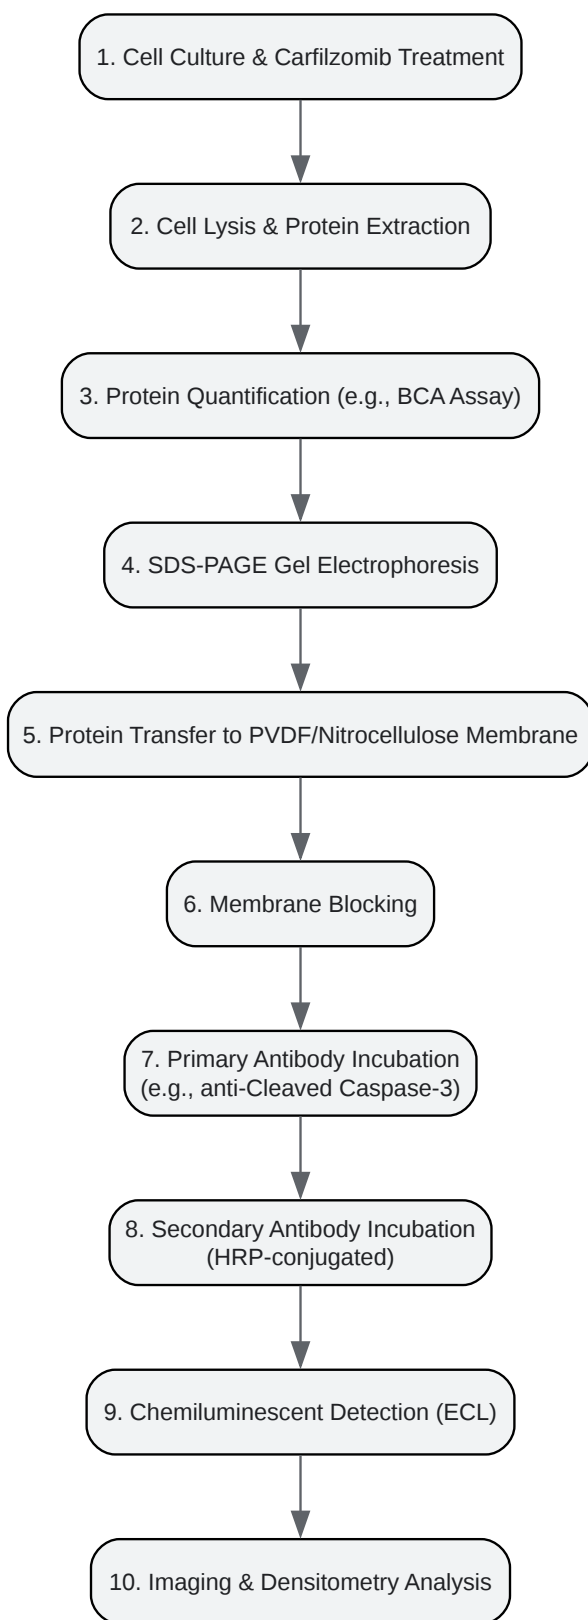 1. Cell Culture & Carfilzomib Treatment
2. Cell Lysis & Protein Extraction
3. Protein Quantification (e.g., BCA Assay)
4. SDS-PAGE Gel Electrophoresis
5. Protein Transfer to PVDF/Nitrocellulose Membrane
6. Membrane Blocking
7. Primary Antibody Incubation
(e.g., anti-Cleaved Caspase-3)
8. Secondary Antibody Incubation
(HRP-conjugated)
9. Chemiluminescent Detection (ECL)
10. Imaging & Densitometry Analysis